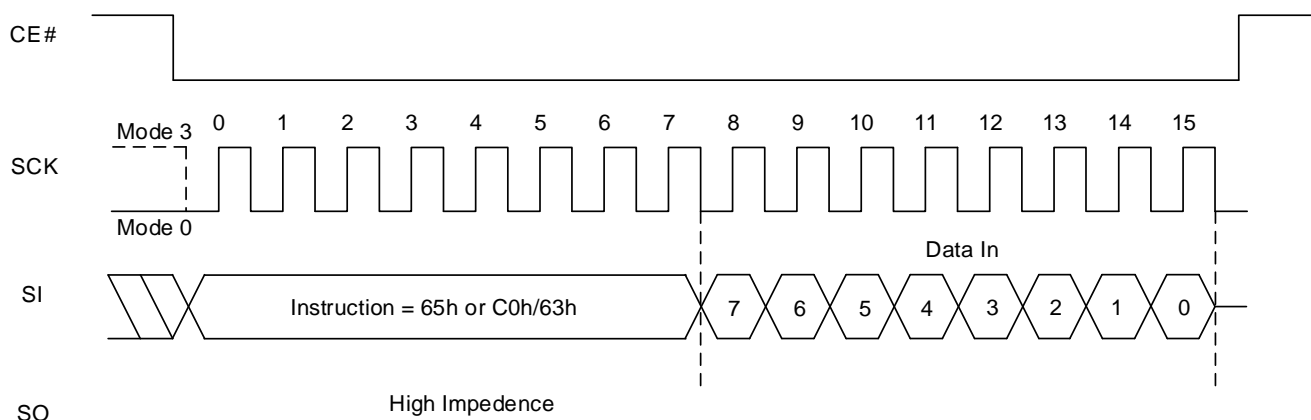 CE#
Mode 3 0 1 2 3 4 5 6 7 8 9 10 11 12 13 14 15
SCK
Mode 0
Data In
SI Instruction = 65h or C0h/63h 7 6 5 4 3 2 1 0
High Impedence
SO